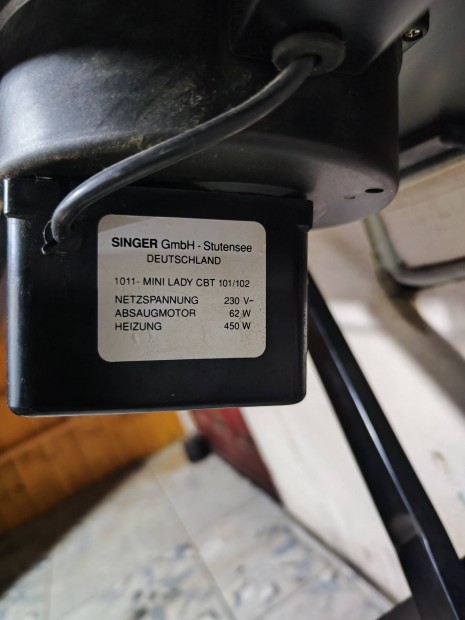 SINGER GmbH - Stutensee
DEUTSCHLAND
1011- MINI LADY CBT 101/102
NETZSPANNUNG 230 V~
ABSAUGMOTOR 62 W
HEIZUNG 450 W